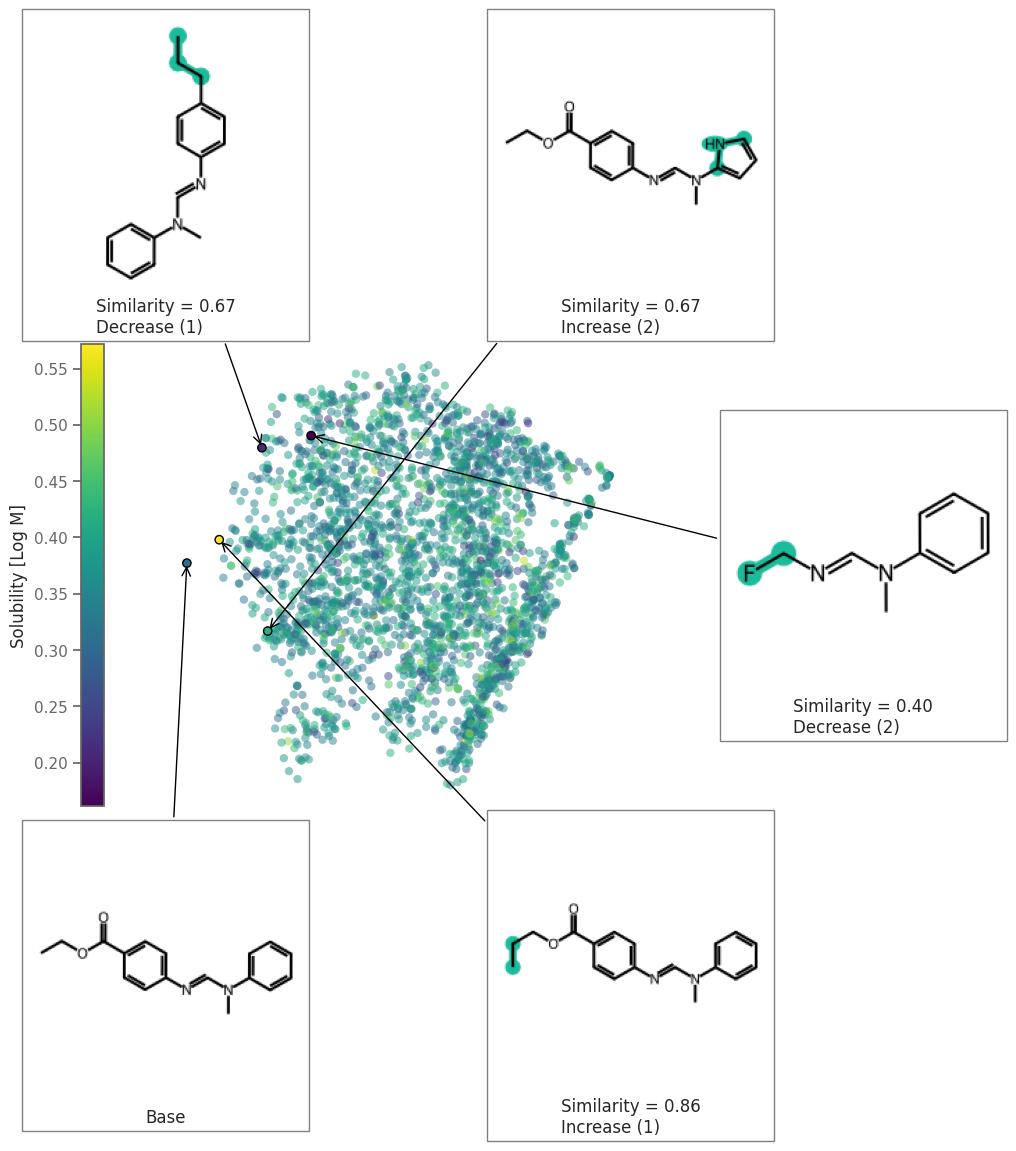 O
O
N
N
HN
Similarity = 0.67
Decrease (1)
N
N
Similarity = 0.67
Increase (2)
Solubility [Log M]
0.55
0.50
0.45
0.40
0.35
0.30
0.25
0.20
F
N
N
Similarity = 0.40
Decrease (2)
O
O
N
N
Base
O
O
N
N
Similarity = 0.86
Increase (1)